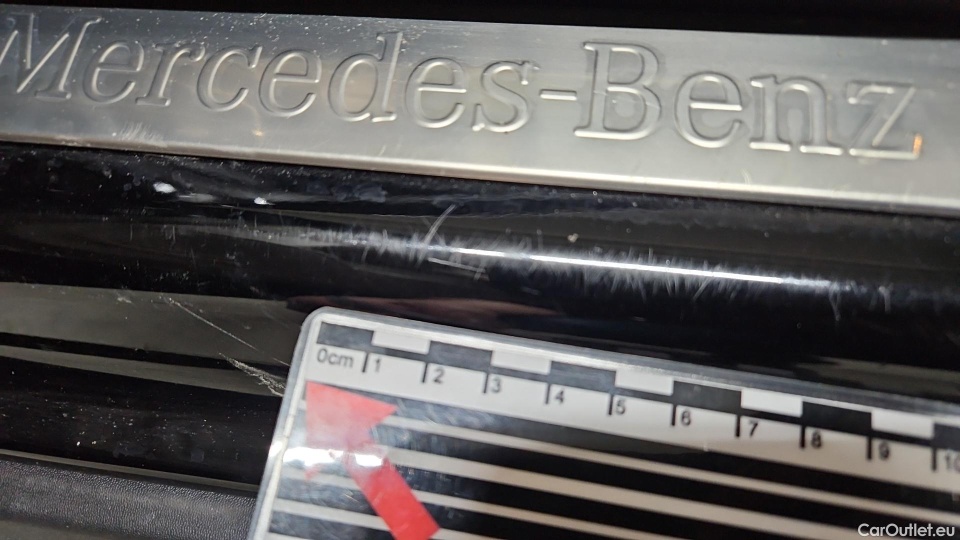 Mercedes-Benz
0cm 1 2 3 4 5 6 7 8 9 10
CarOutlet.eu